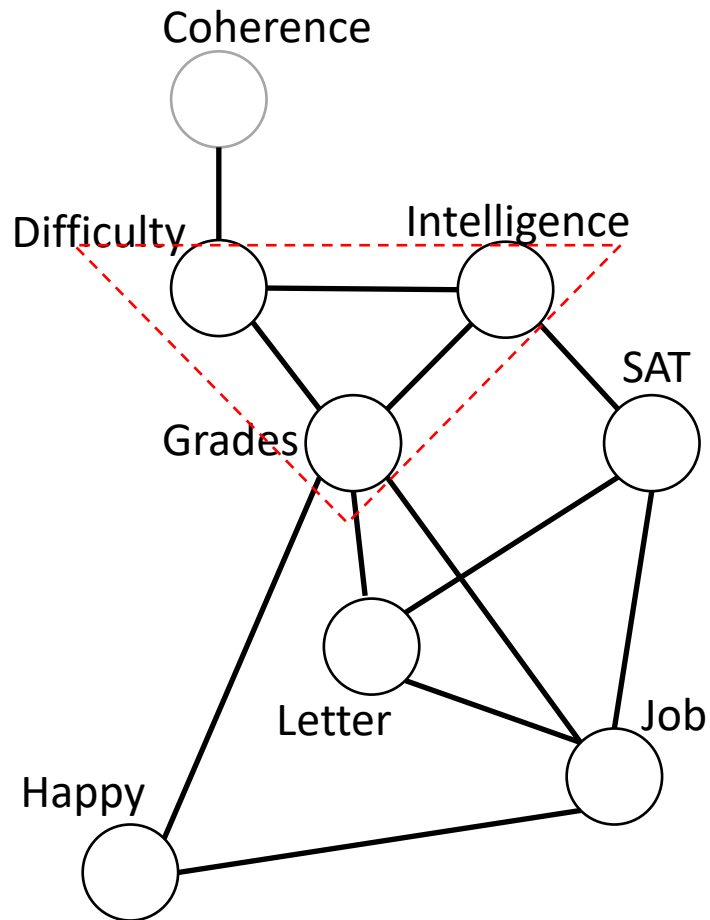 Coherence
Difficulty
Intelligence
SAT
Grades
Letter
Job
Happy